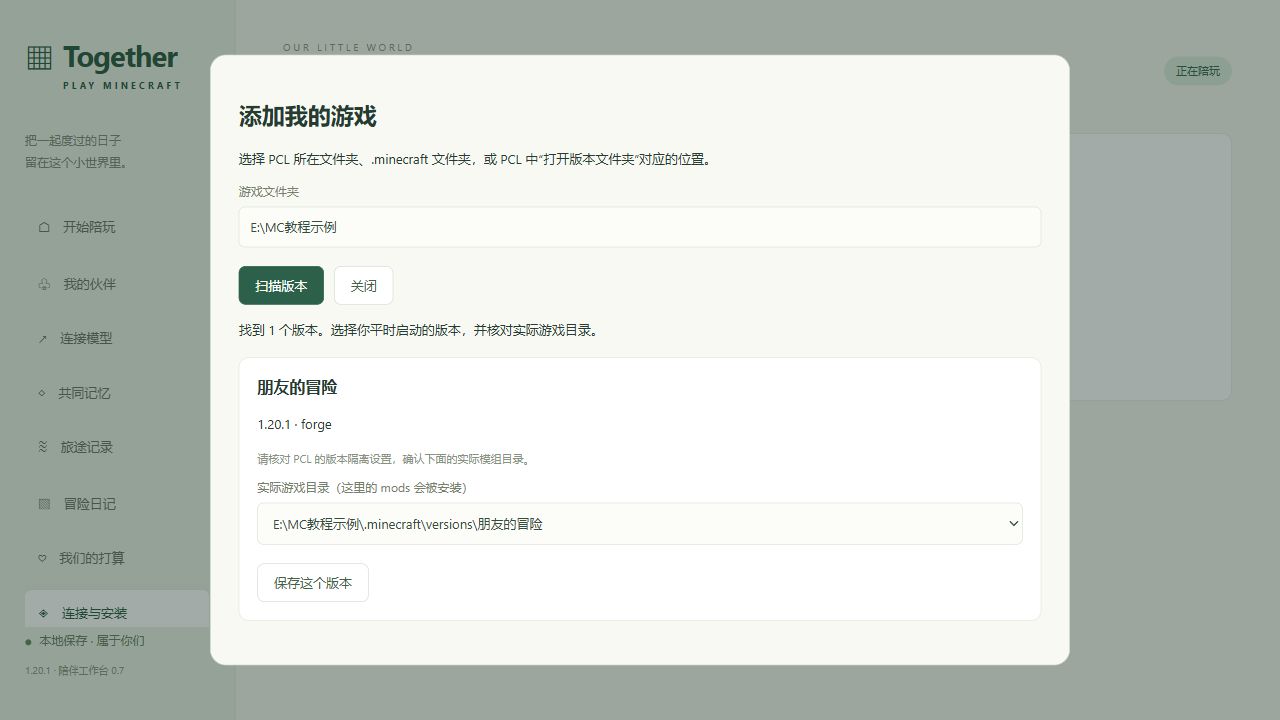 Together
PLAY MINECRAFT
把一起度过的日子
留在这个小世界里。
开始陪玩
我的伙伴
连接模型
共同记忆
旅途记录
冒险日记
我们的打算
连接与安装
本地保存 · 属于你们
1.20.1 · 陪伴工作台 0.7
OUR LITTLE WORLD
正在陪玩
添加我的游戏
选择 PCL 所在文件夹、.minecraft 文件夹，或 PCL 中“打开版本文件夹”对应的位置。
游戏文件夹
E:\MC教程示例
扫描版本
关闭
找到 1 个版本。选择你平时启动的版本，并核对实际游戏目录。
朋友的冒险
1.20.1 · forge
请核对 PCL 的版本隔离设置，确认下面的实际模组目录。
实际游戏目录（这里的 mods 会被安装）
E:\MC教程示例\.minecraft\versions\朋友的冒险
保存这个版本